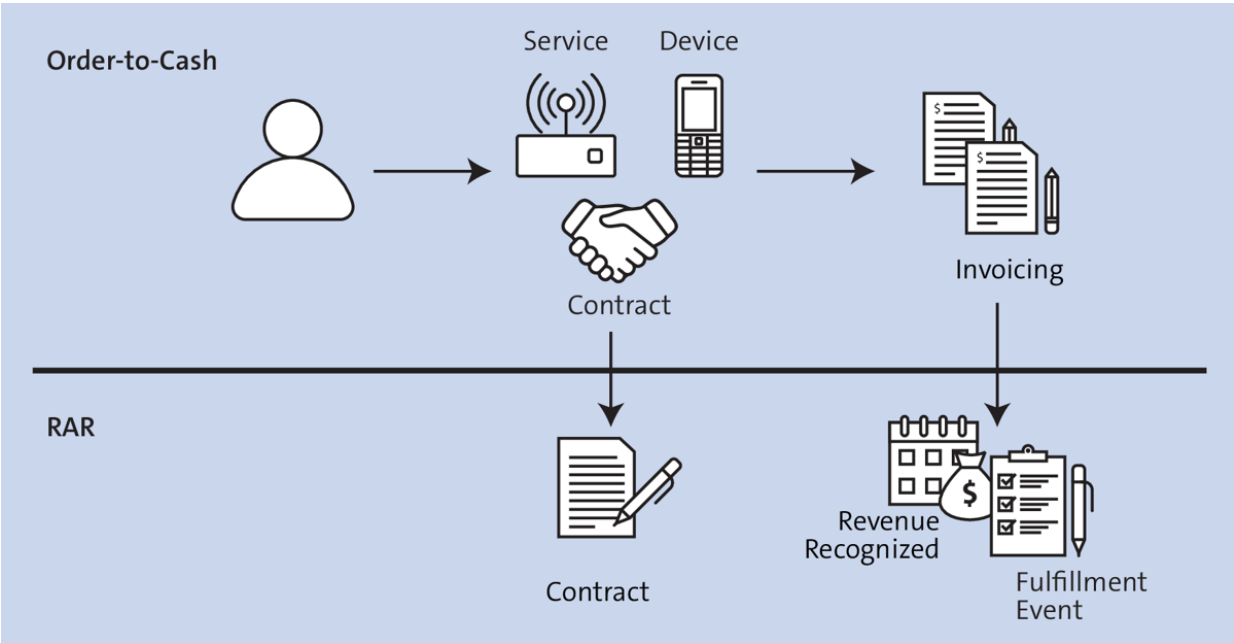 Order-to-Cash
Service
Device
Contract
$
$
Invoicing
RAR
Contract
$
Revenue
Recognized
Fulfillment
Event